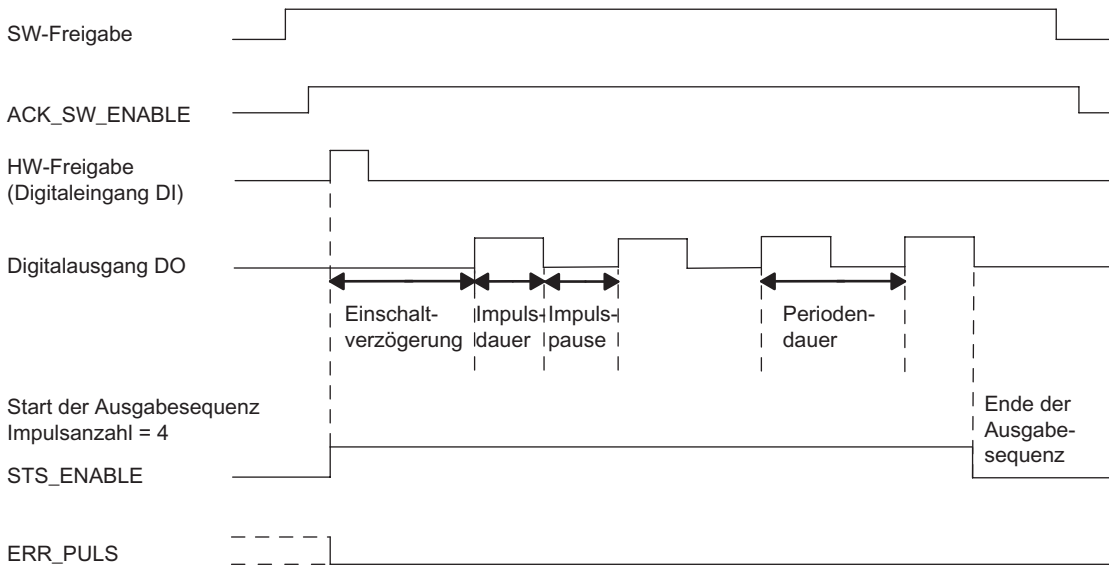 SW-Freigabe
ACK_SW_ENABLE
HW-Freigabe
(Digitaleingang DI)
Digitalausgang DO
Einschalt-
verzögerung
Impuls-
dauer
Impuls-
pause
Perioden-
dauer
Start der Ausgabesequenz
Impulsanzahl = 4
Ende der
Ausgabe-
sequenz
STS_ENABLE
ERR_PULS